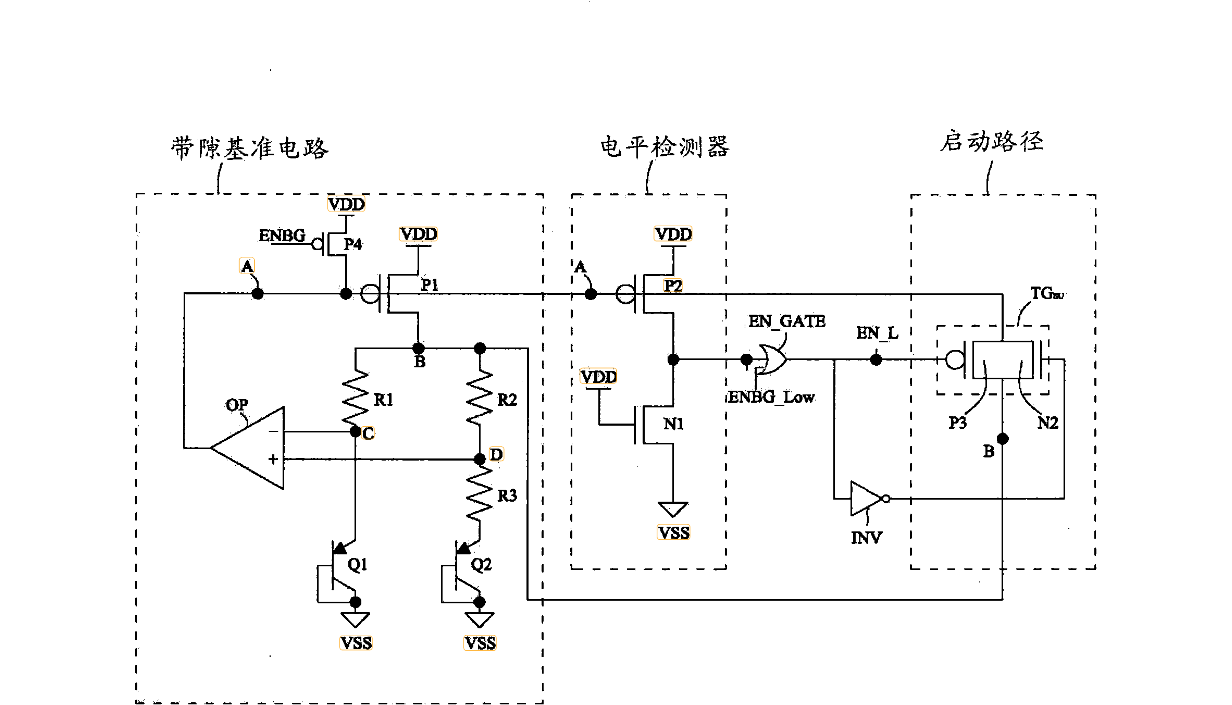 带隙基准电路
电平检测器
启动路径
VDD
ENBG
P4
VDD
VDD
A
P1
A
P2
TGSU
EN_GATE
EN_L
B
VDD
ENBG_Low
R1
R2
P3
N2
OP
C
N1
B
−
+
D
R3
VSS
INV
Q1
Q2
VSS
VSS